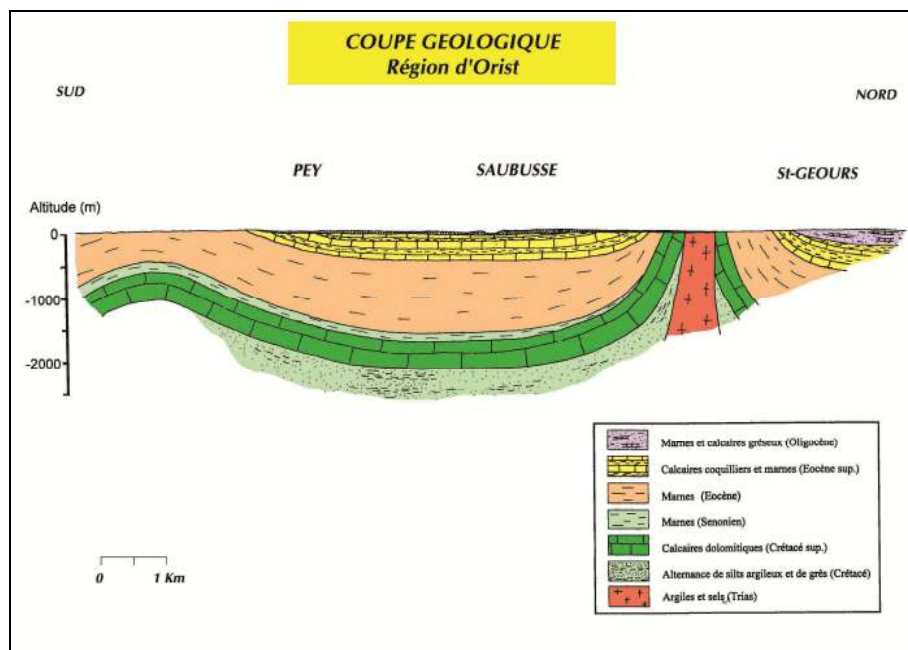 COUPE GEOLOGIQUE
Région d'Orist
SUD
NORD
PEY
SAUBUSSE
St-GEOURS
Altitude (m)
0
-1000
-2000
Marnes et calcaires gréseux (Oligocène)
Calcaires coquilliers et marnes (Eocène sup.)
Marnes (Eocène)
Marnes (Senonien)
Calcaires dolomitiques (Crétacé sup.)
Alternance de silts argileux et de grès (Crétacé)
Argiles et sels (Trias)
0 1 Km